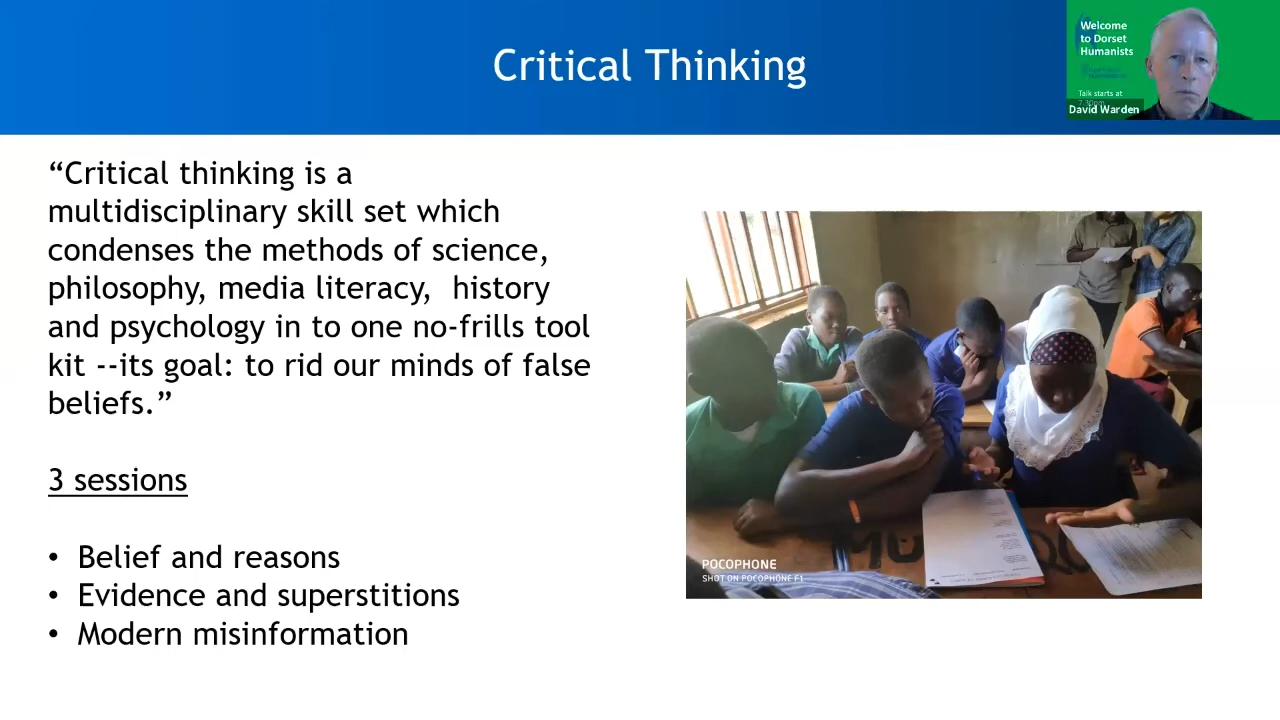 Critical Thinking
Welcome
to Dorset
Humanists
Talk starts at
David Warden
“Critical thinking is a
multidisciplinary skill set which
condenses the methods of science,
philosophy, media literacy,  history
and psychology in to one no-frills tool
kit --its goal: to rid our minds of false
beliefs.”
3 sessions
• Belief and reasons
• Evidence and superstitions
• Modern misinformation
POCOPHONE
SHOT ON POCOPHONE F1